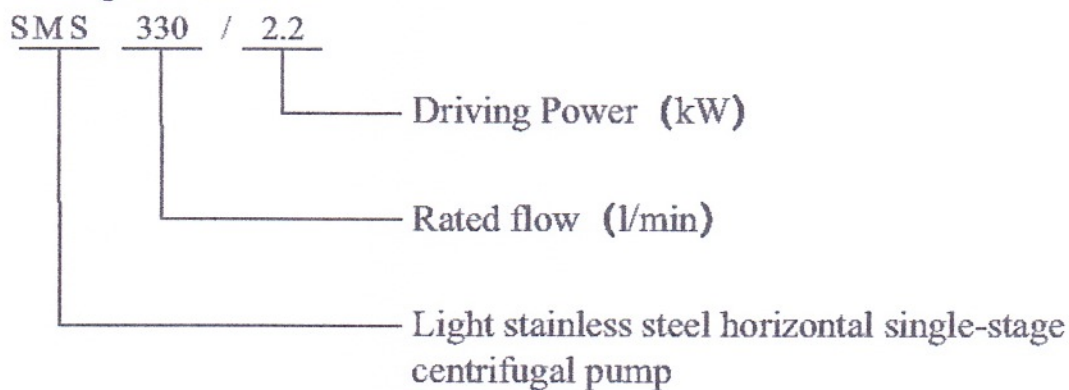 SMS 330 / 2.2
Driving Power (kW)
Rated flow (l/min)
Light stainless steel horizontal single-stage
centrifugal pump